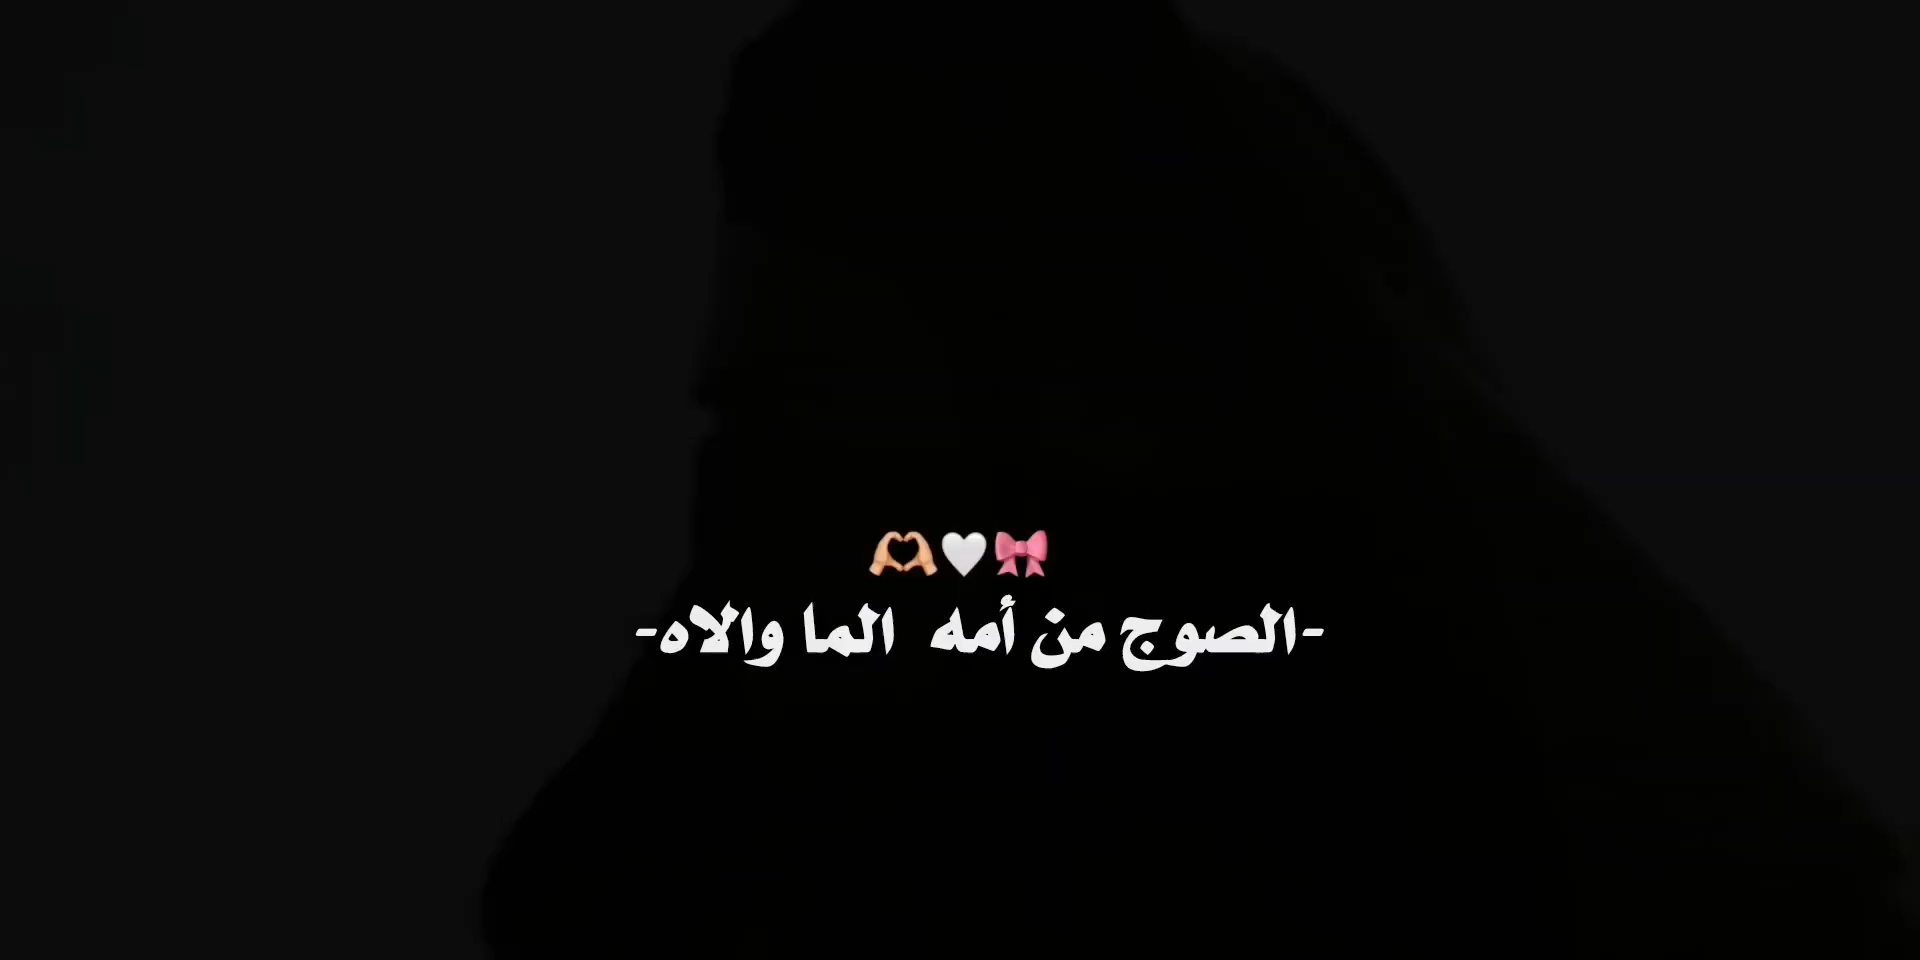 🫶🏼🤍🎀
-الصوج من أمه  الما والاه-